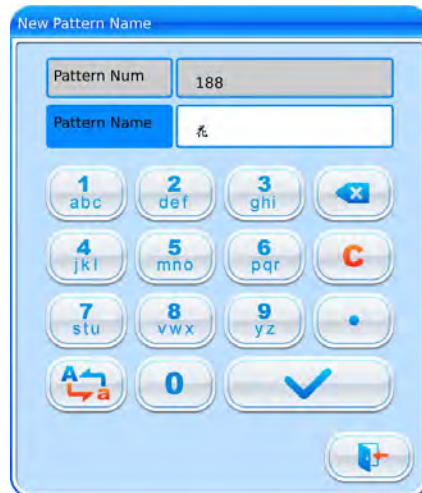 New Pattern Name
Pattern Num 188
Pattern Name
1 2 3
abc def ghi
4 5 6 C
jkl mno pqr
7 8 9
stu vwx yz
A a 0